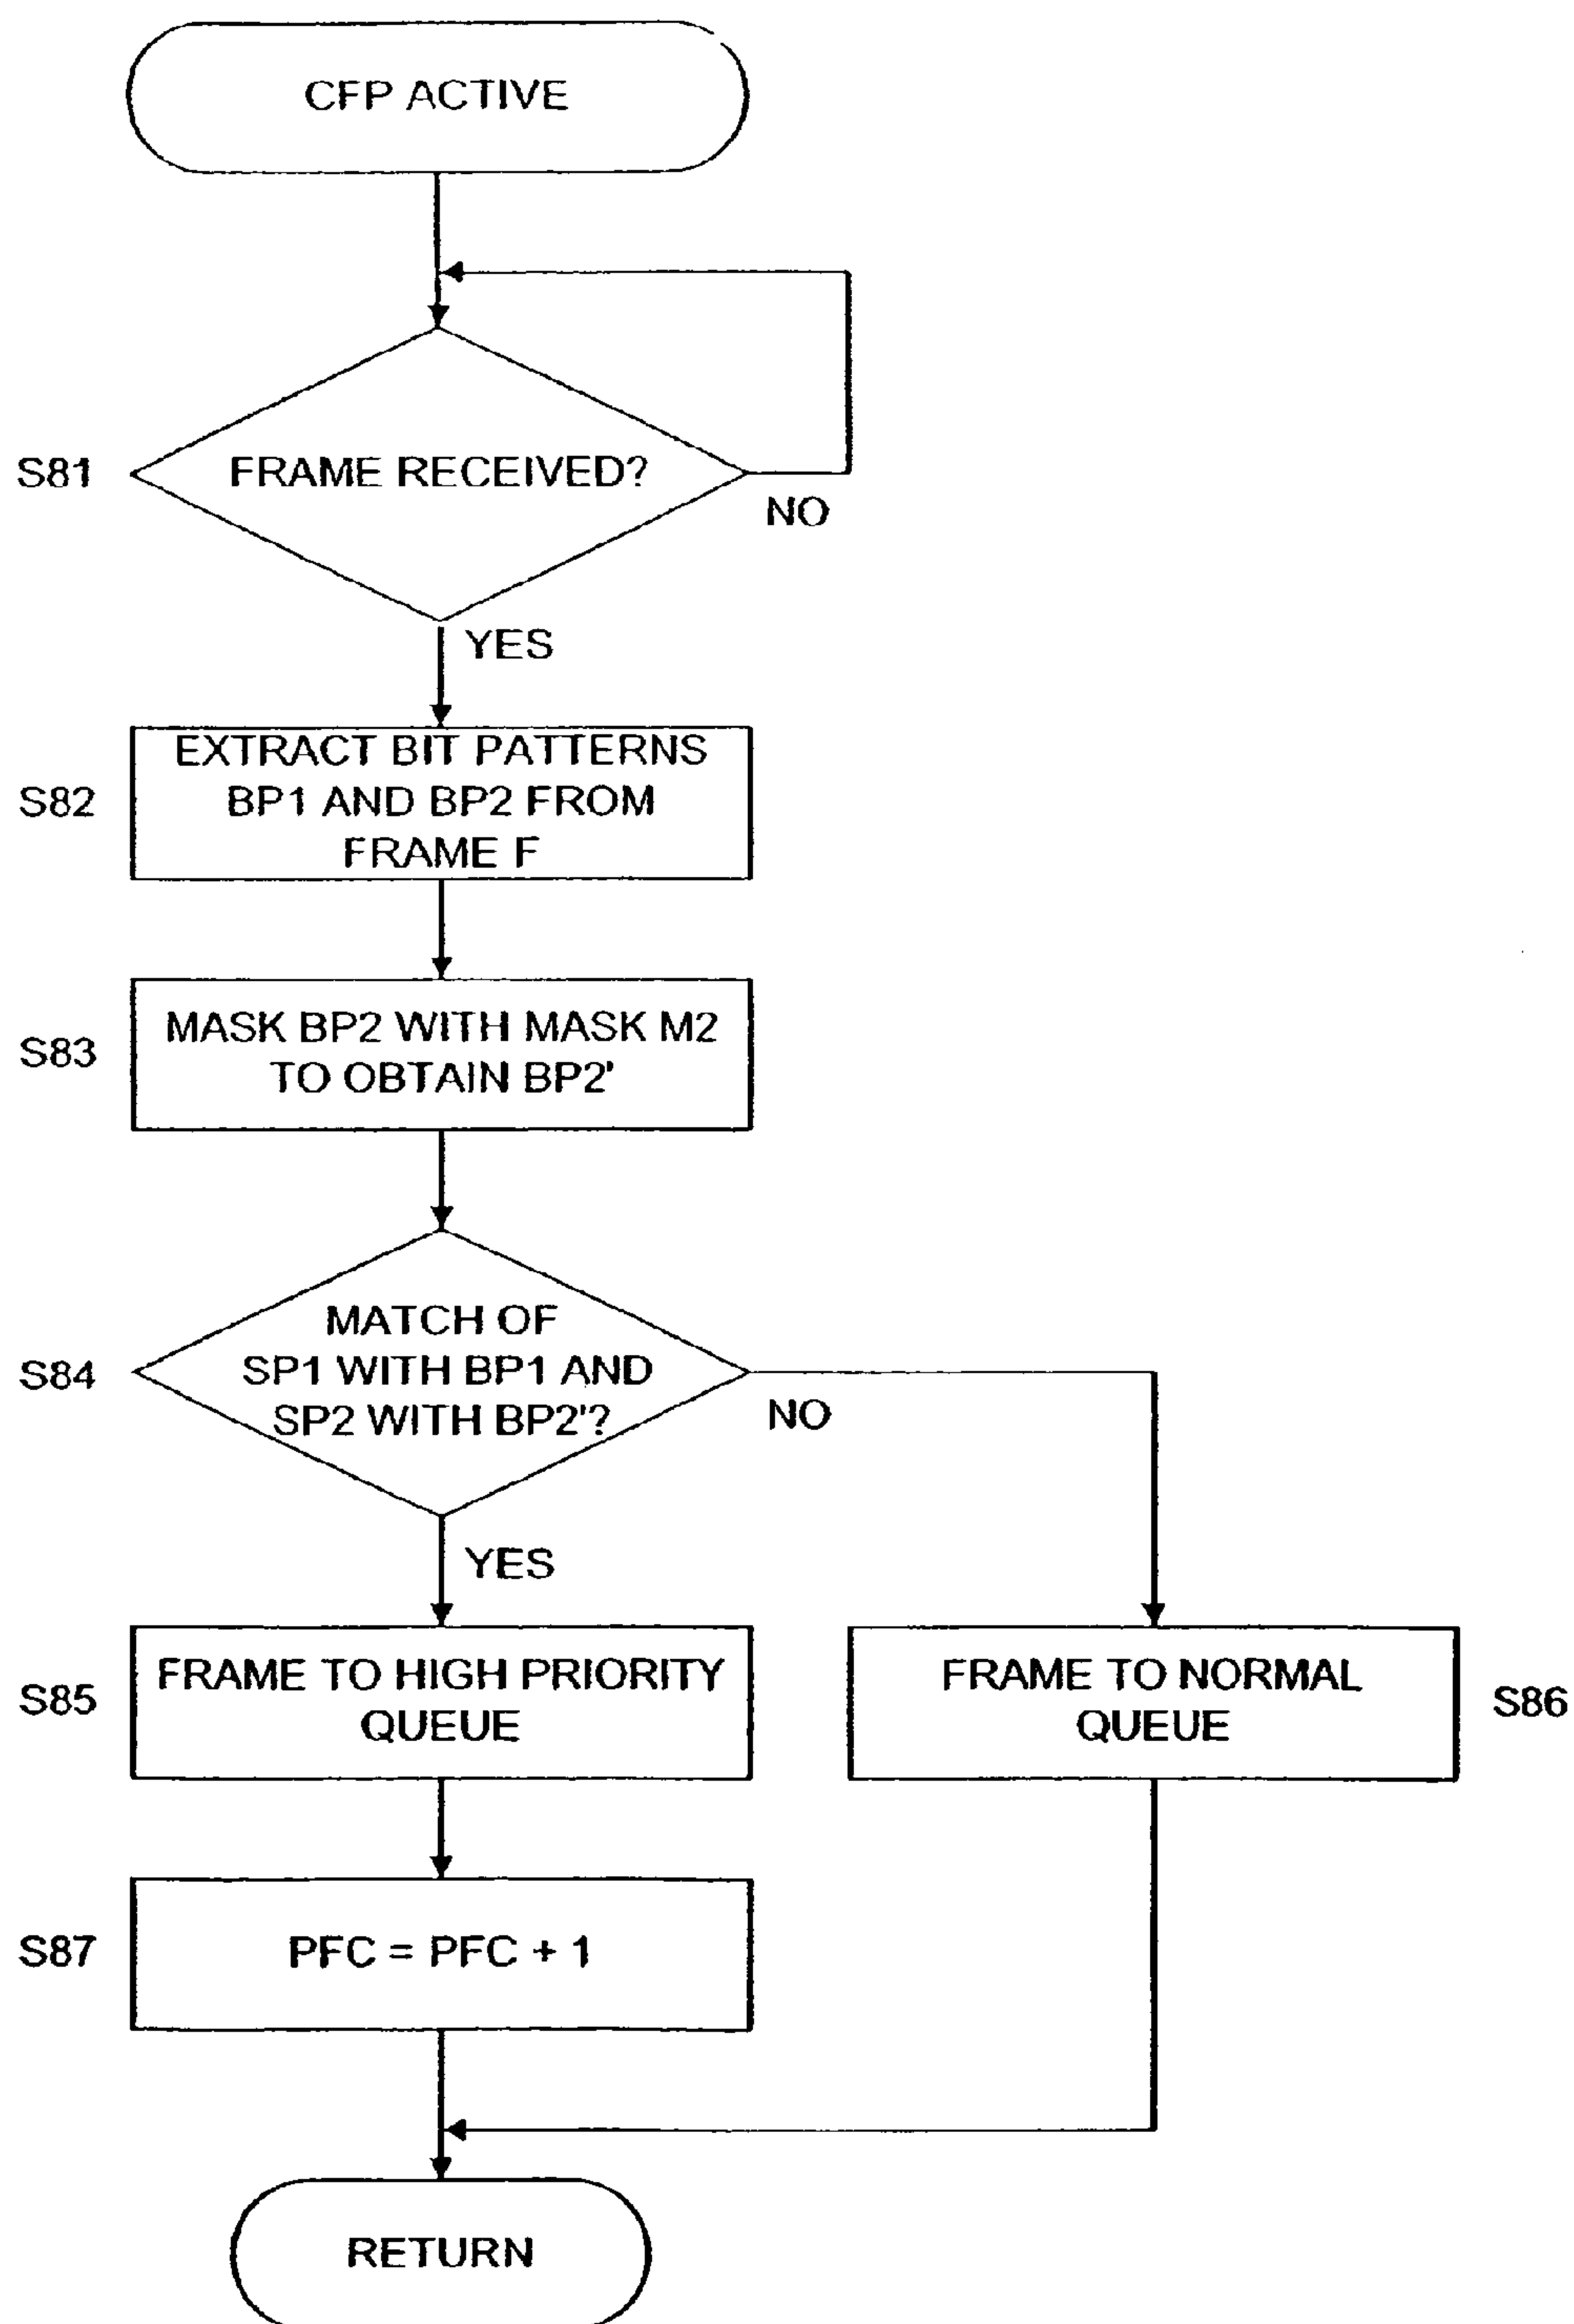 CFP ACTIVE
S81
FRAME RECEIVED?
NO
YES
S82
EXTRACT BIT PATTERNS
BP1 AND BP2 FROM
FRAME F
S83
MASK BP2 WITH MASK M2
TO OBTAIN BP2'
S84
MATCH OF
SP1 WITH BP1 AND
SP2 WITH BP2'?
NO
YES
S85
FRAME TO HIGH PRIORITY
QUEUE
FRAME TO NORMAL
QUEUE
S86
S87
PFC = PFC + 1
RETURN